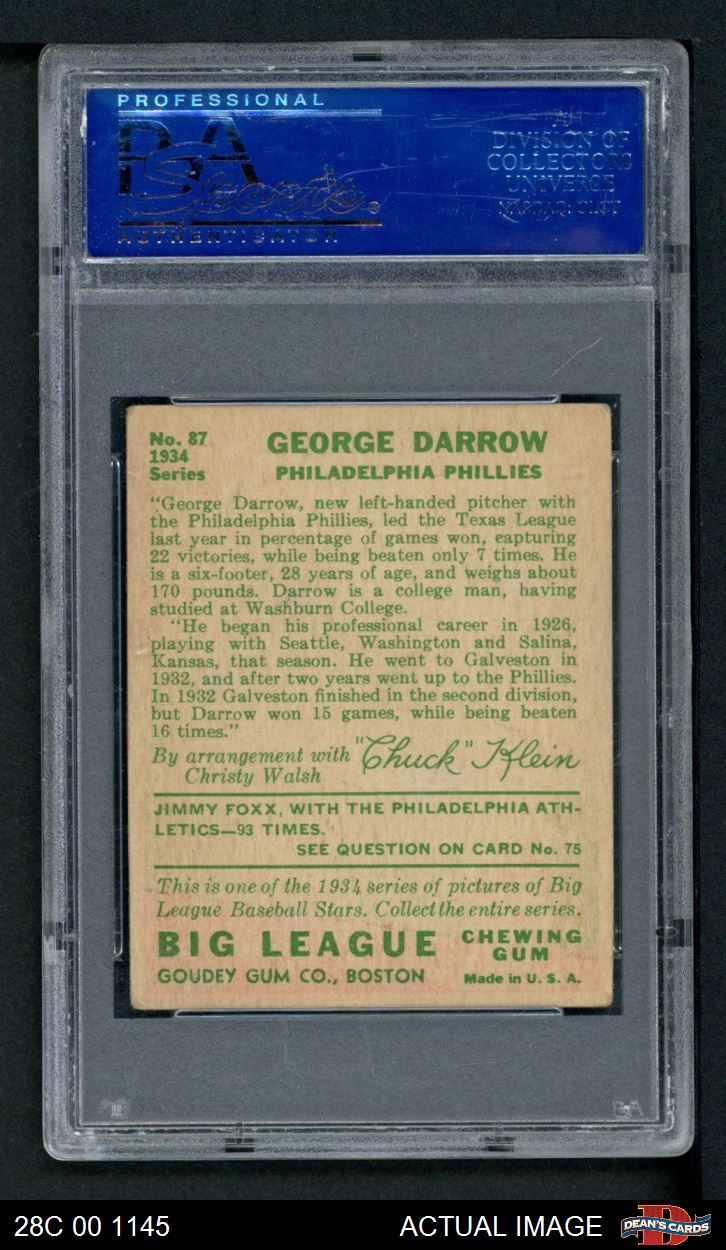 PROFESSIONAL
PSA
Sports®
AUTHENTICATOR
DIVISION OF
COLLECTORS
UNIVERSE
NASDAQ: CLCT
No. 87
1934
Series
GEORGE DARROW
PHILADELPHIA PHILLIES
"George Darrow, new left-handed pitcher with
the Philadelphia Phillies, led the Texas League
last year in percentage of games won, capturing
22 victories, while being beaten only 7 times. He
is a six-footer, 28 years of age, and weighs about
170 pounds. Darrow is a college man, having
studied at Washburn College.
"He began his professional career in 1926,
playing with Seattle, Washington and Salina,
Kansas, that season. He went to Galveston in
1932, and after two years went up to the Phillies.
In 1932 Galveston finished in the second division,
but Darrow won 15 games, while being beaten
16 times."
By arrangement with
Christy Walsh
"Chuck" Klein
JIMMY FOXX, WITH THE PHILADELPHIA ATH-
LETICS—93 TIMES.
SEE QUESTION ON CARD No. 75
This is one of the 1934 series of pictures of Big
League Baseball Stars. Collect the entire series.
BIG LEAGUE CHEWING GUM
GOUDEY GUM CO., BOSTON
Made in U. S. A.
28C 00 1145
ACTUAL IMAGE
DEAN'S CARDS